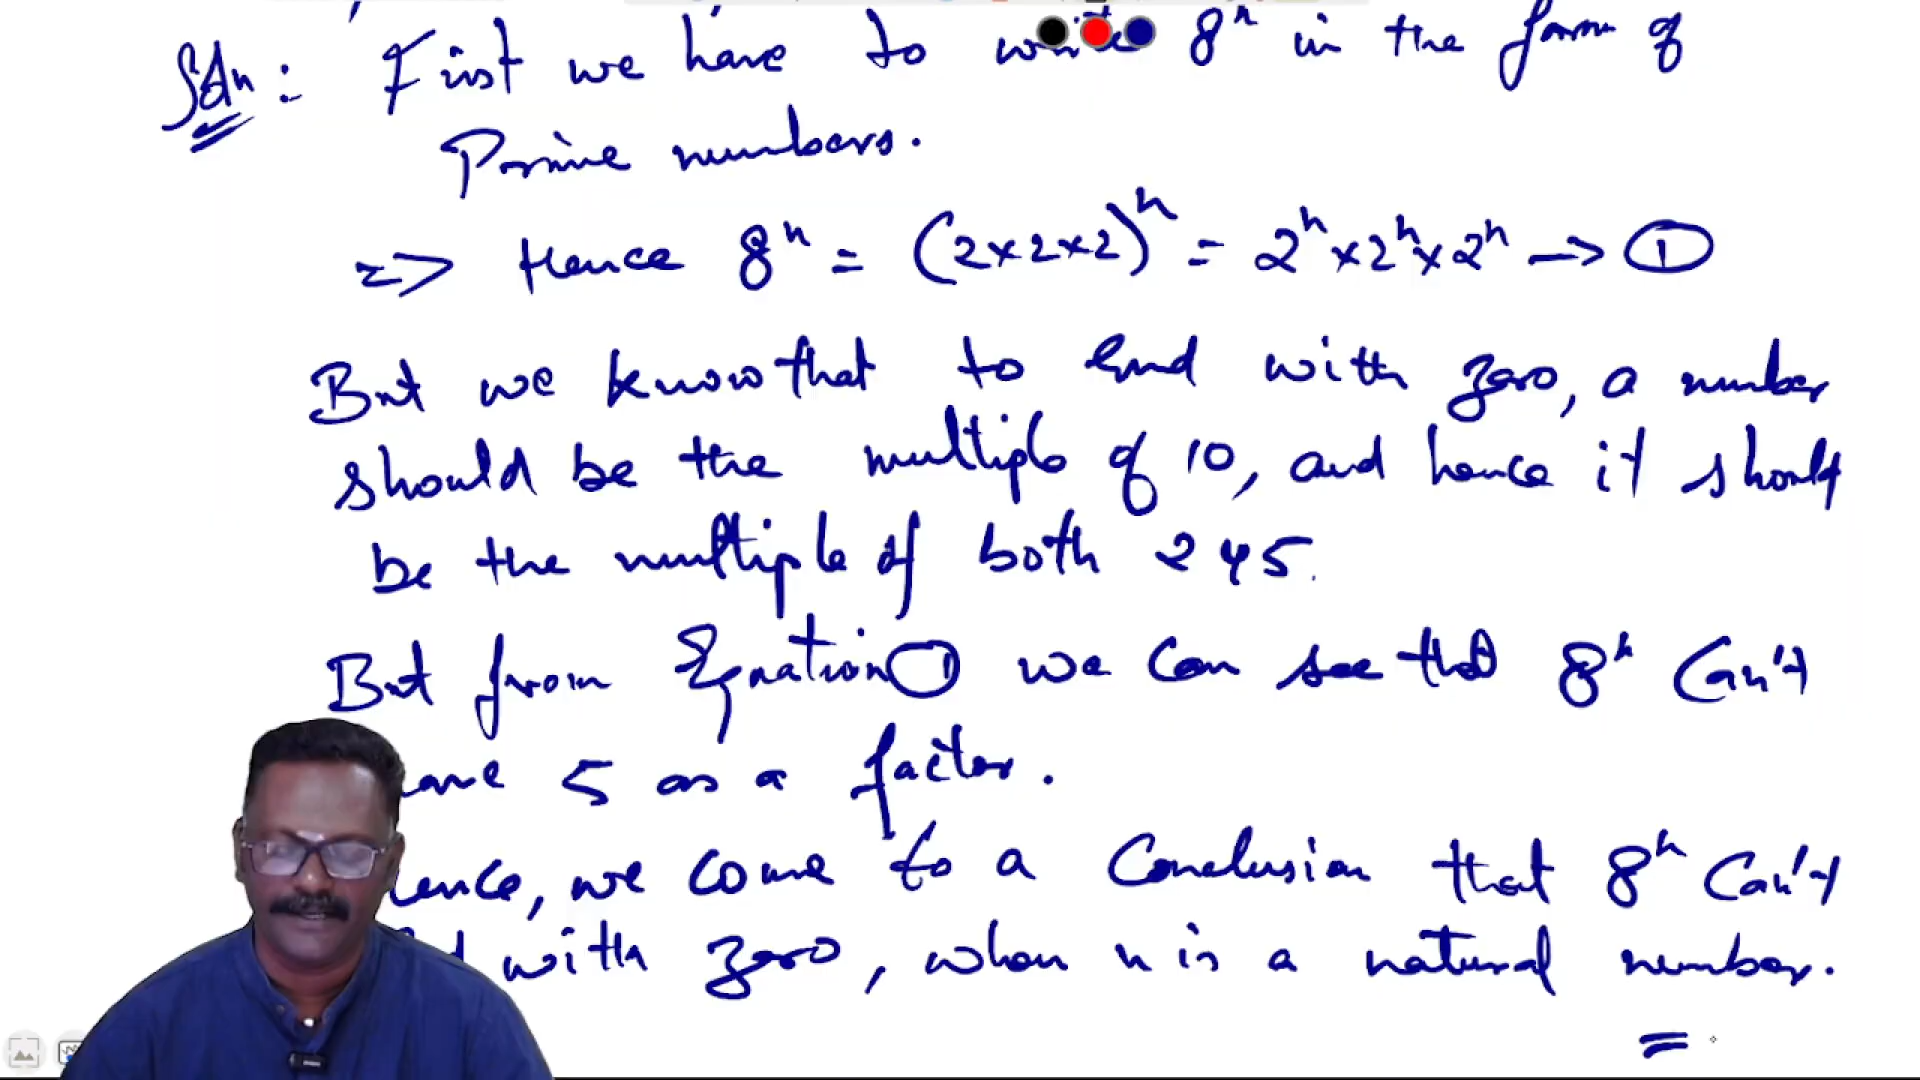 Soln: First we have to write 8ⁿ in the form of
Prime numbers.
=> Hence 8ⁿ = (2×2×2)ⁿ = 2ⁿ×2ⁿ×2ⁿ → ①
But we know that to end with zero, a number
should be the multiple of 10, and hence it should
be the multiple of both 2 & 5.
But from Equation ① we can see that 8ⁿ Can't
5 as a factor.
we come to a Conclusion that 8ⁿ Can't
with zero, when n is a natural number.